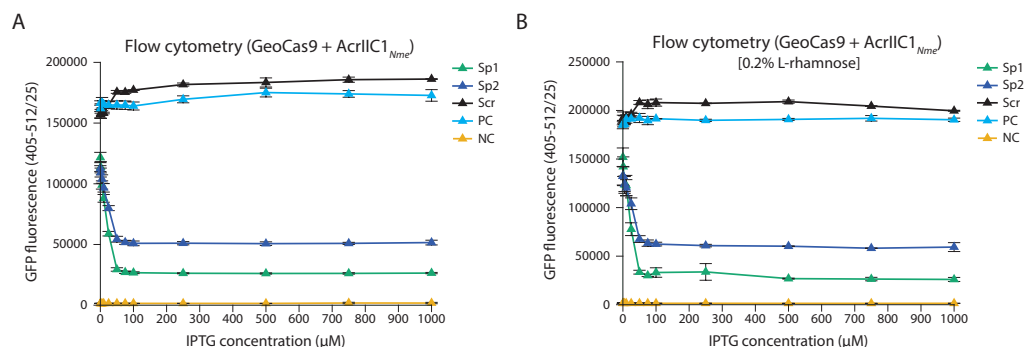 A
Flow cytometry (GeoCas9 + AcrIIC1Nme)
GFP fluorescence (405-512/25)
200000
150000
100000
50000
0
0 100 200 300 400 500 600 700 800 900 1000
IPTG concentration (µM)
Sp1
Sp2
Scr
PC
NC
B
Flow cytometry (GeoCas9 + AcrIIC1Nme)
[0.2% L-rhamnose]
GFP fluorescence (405-512/25)
250000
200000
150000
100000
50000
0
0 100 200 300 400 500 600 700 800 900 1000
IPTG concentration (µM)
Sp1
Sp2
Scr
PC
NC